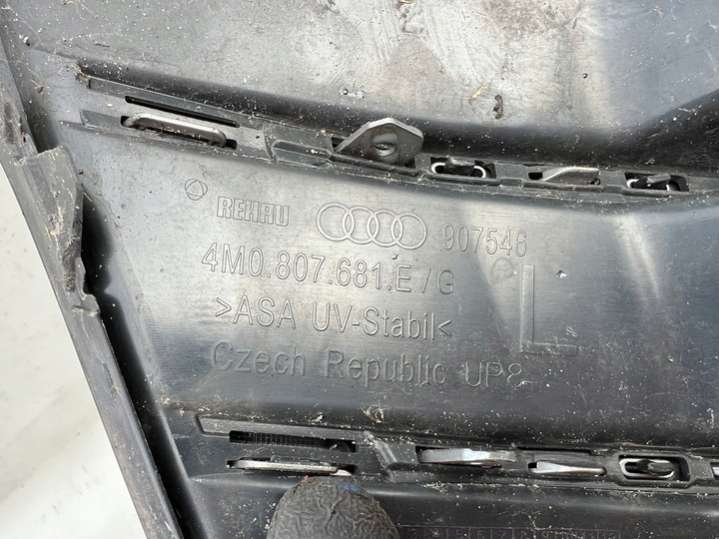 REHAU 907546
4M0.807.681.E/G
>ASA UV-Stabil<
L
Czech Republic UP8